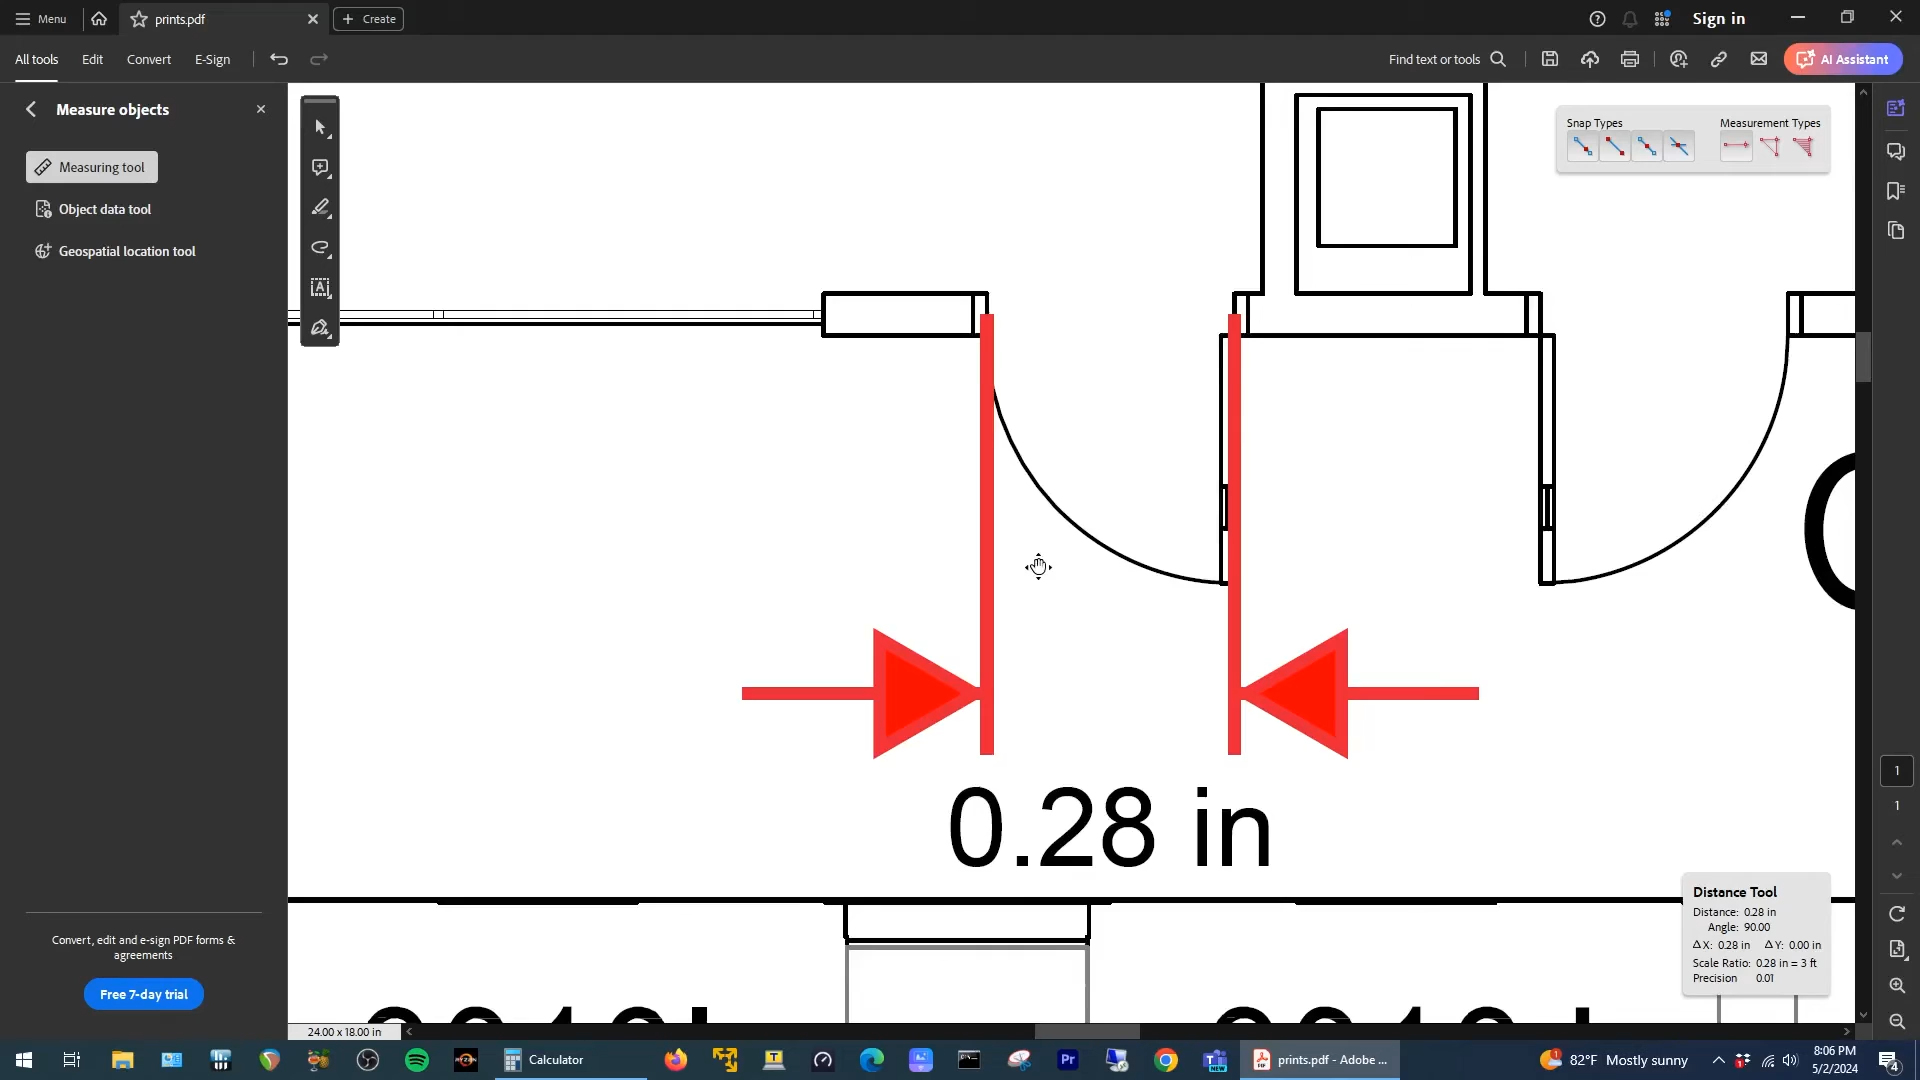 Menu
prints.pdf
Create
Sign in
All tools
Edit
Convert
E-Sign
Find text or tools
AI Assistant
Measure objects
Measuring tool
Object data tool
Geospatial location tool
Snap Types
Measurement Types
0.28 in
Distance Tool
Distance: 0.28 in
Angle: 90.00
ΔX: 0.28 in ΔY: 0.00 in
Scale Ratio: 0.28 in = 3 ft
Precision 0.01
1
1
Convert, edit and e-sign PDF forms &
agreements
Free 7-day trial
24.00 x 18.00 in
Calculator
prints.pdf - Adobe ...
82°F Mostly sunny
8:06 PM
5/2/2024
4